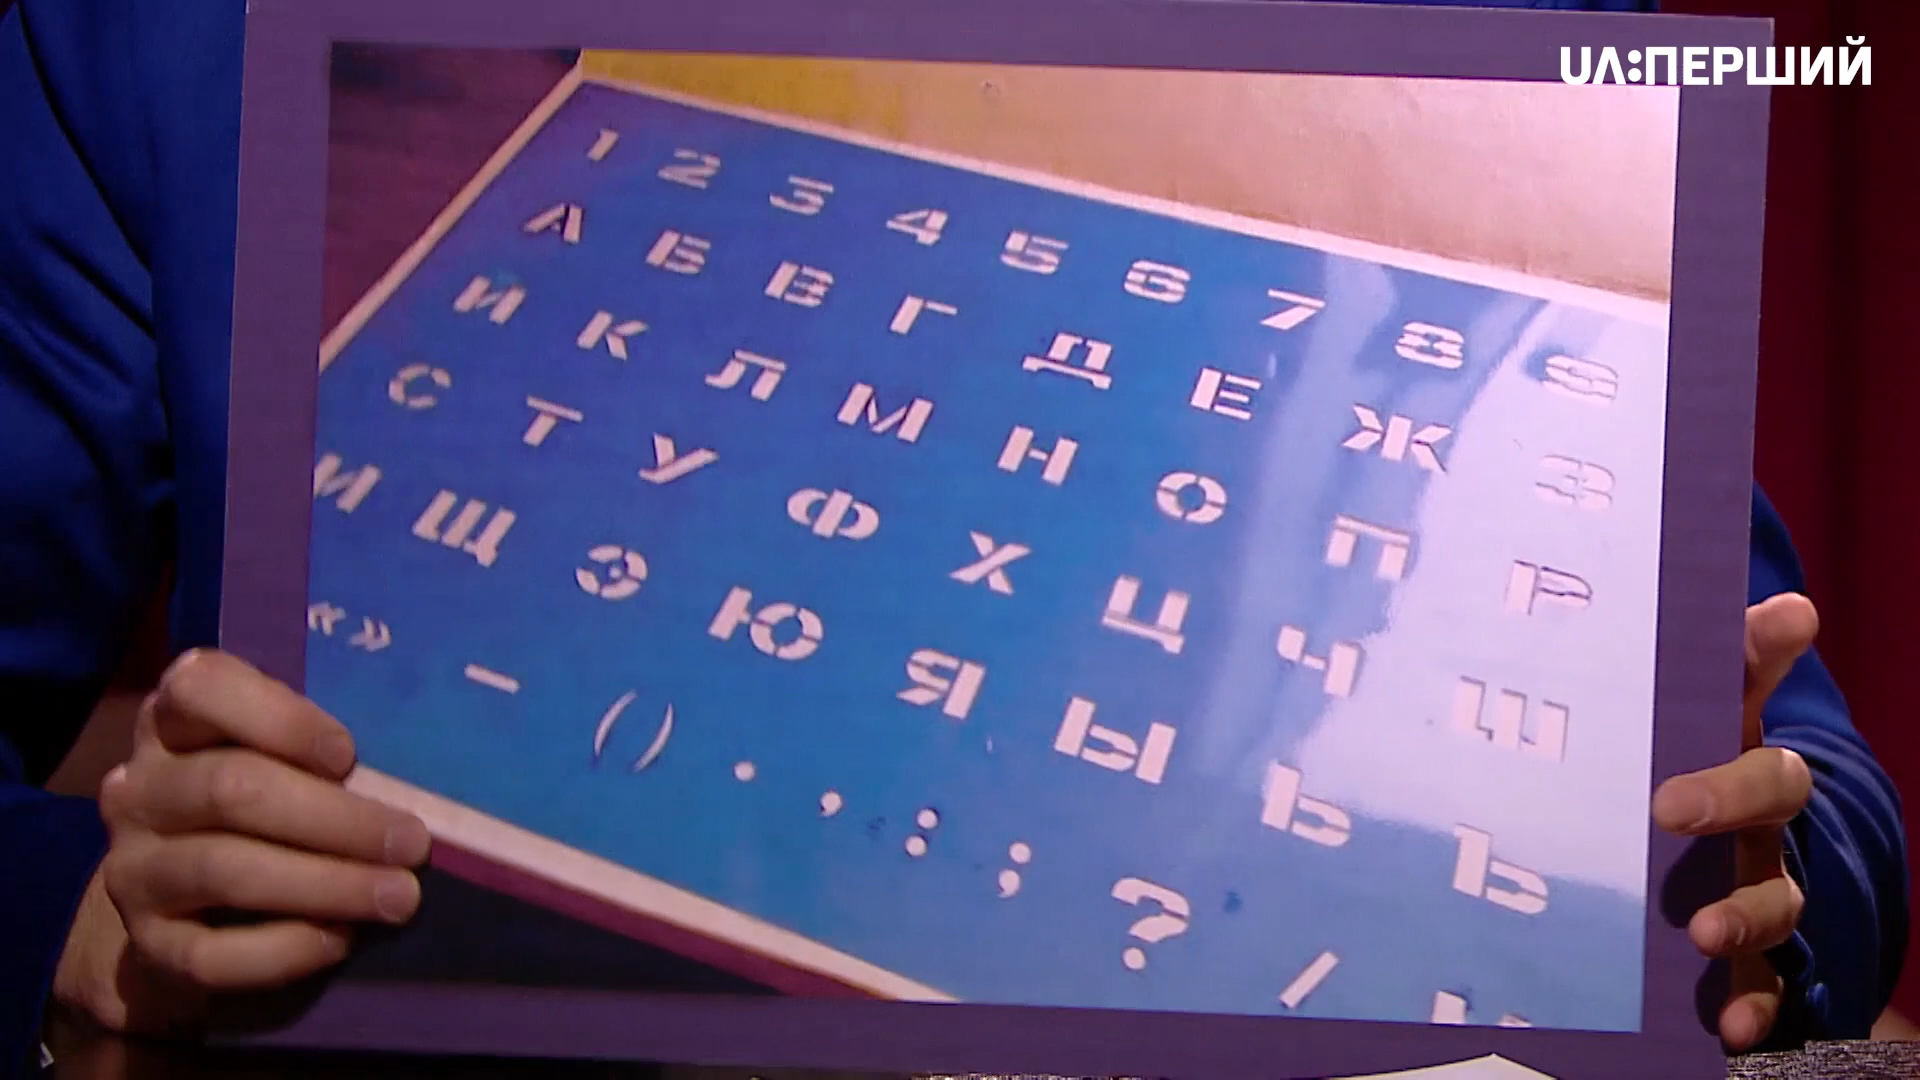 UA:ПЕРШИЙ
1 2 3 4 5 6 7 8 9
А Б В Г Д Е Ж З
И К Л М Н О П Р
С Т У Ф Х Ц Ч Ш
И Щ Э Ю Я Ы Ь Ъ
« » – ( ) . , : ; ? /